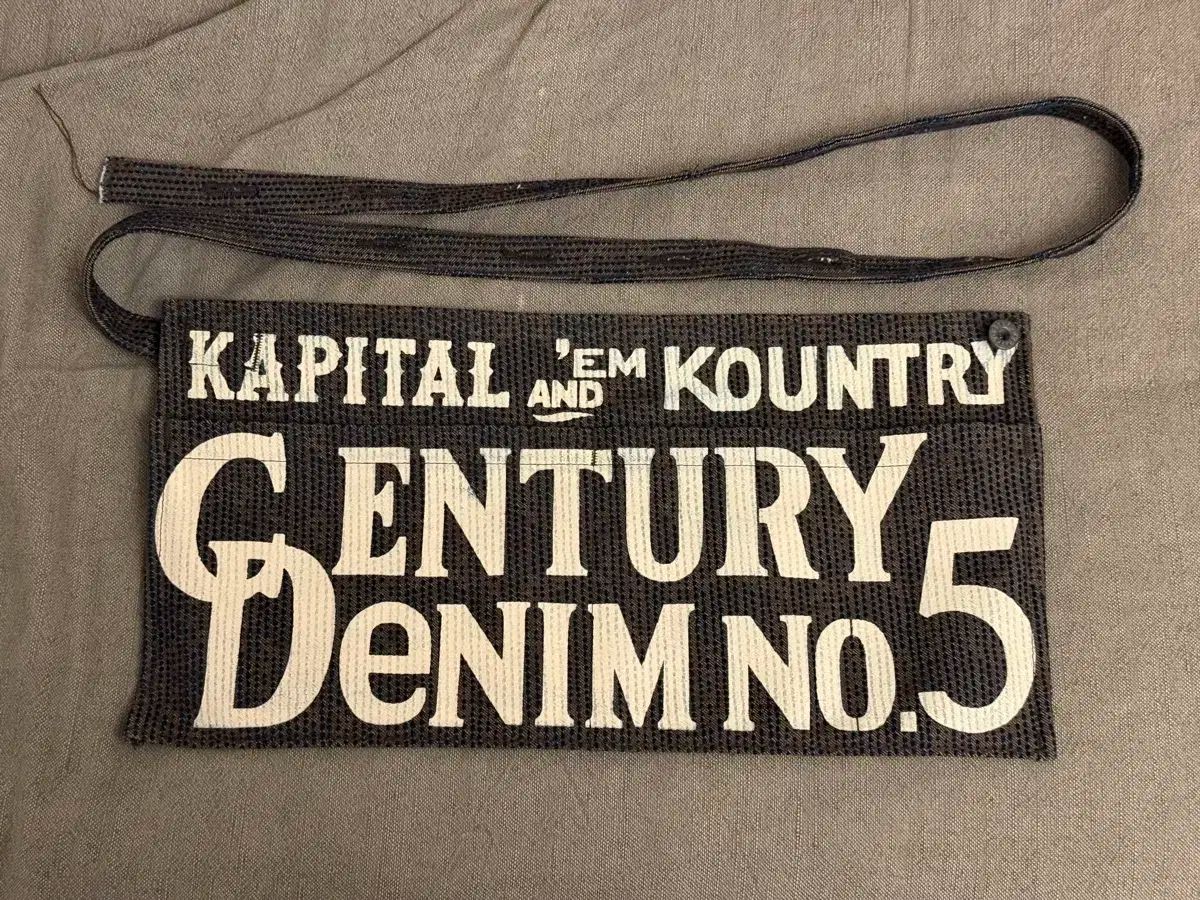 KAPITAL 'EM AND KOUNTRY
CENTURY
DeNIM No. 5